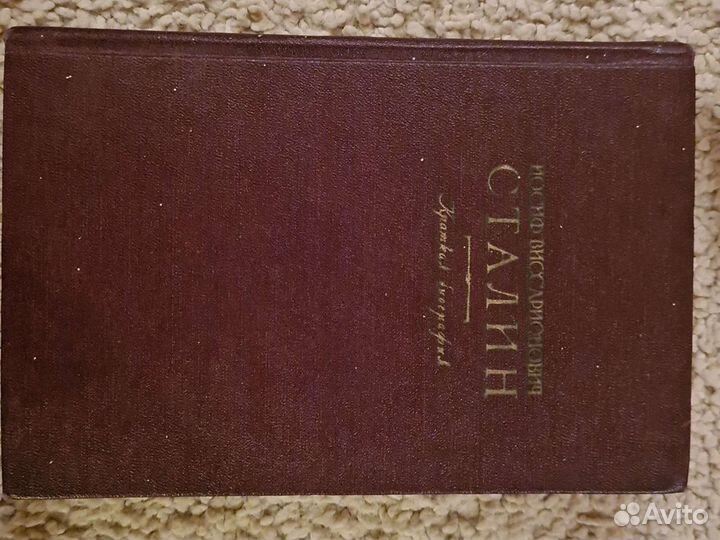 ИОСИФ ВИССАРИОНОВИЧ
СТАЛИН
Краткая биография
Avito